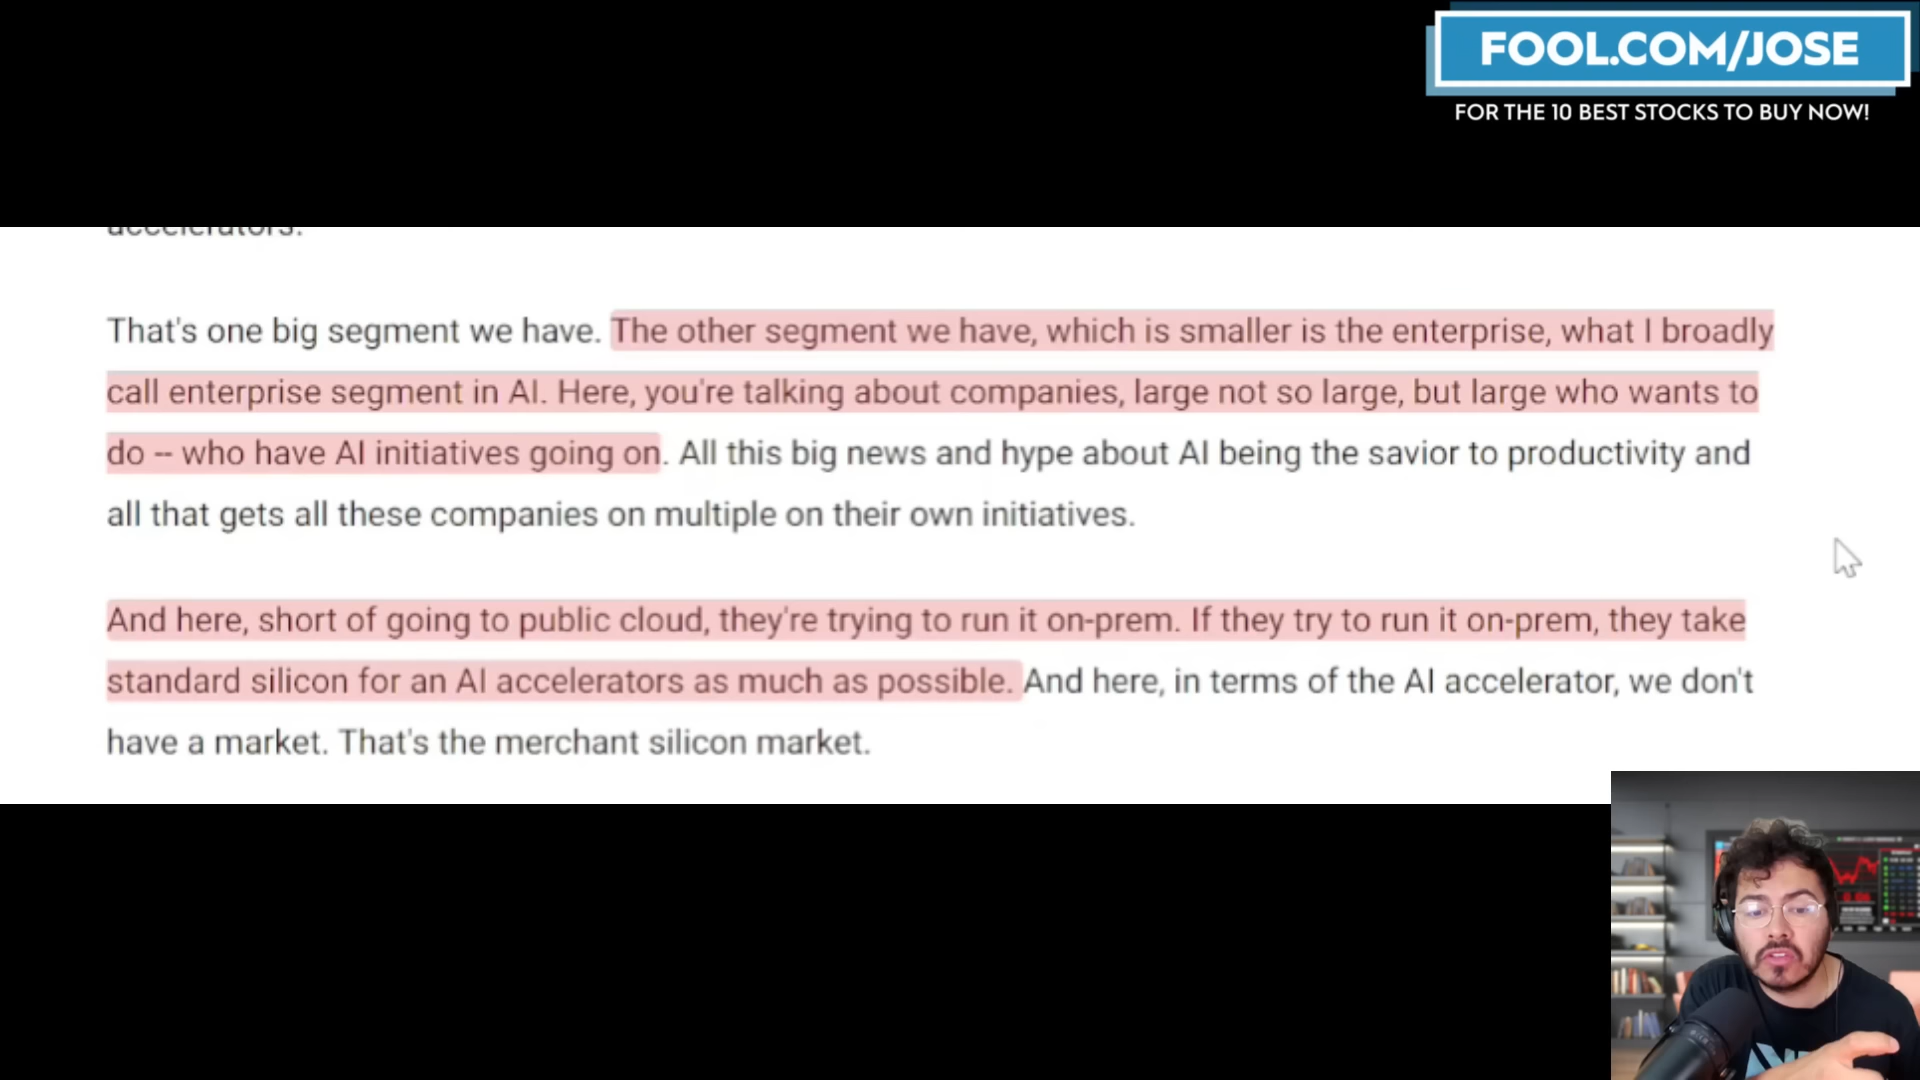 FOOL.COM/JOSE
FOR THE 10 BEST STOCKS TO BUY NOW!
accelerators.
That's one big segment we have. The other segment we have, which is smaller is the enterprise, what I broadly
call enterprise segment in AI. Here, you're talking about companies, large not so large, but large who wants to
do -- who have AI initiatives going on. All this big news and hype about AI being the savior to productivity and
all that gets all these companies on multiple on their own initiatives.
And here, short of going to public cloud, they're trying to run it on-prem. If they try to run it on-prem, they take
standard silicon for an AI accelerators as much as possible. And here, in terms of the AI accelerator, we don't
have a market. That's the merchant silicon market.